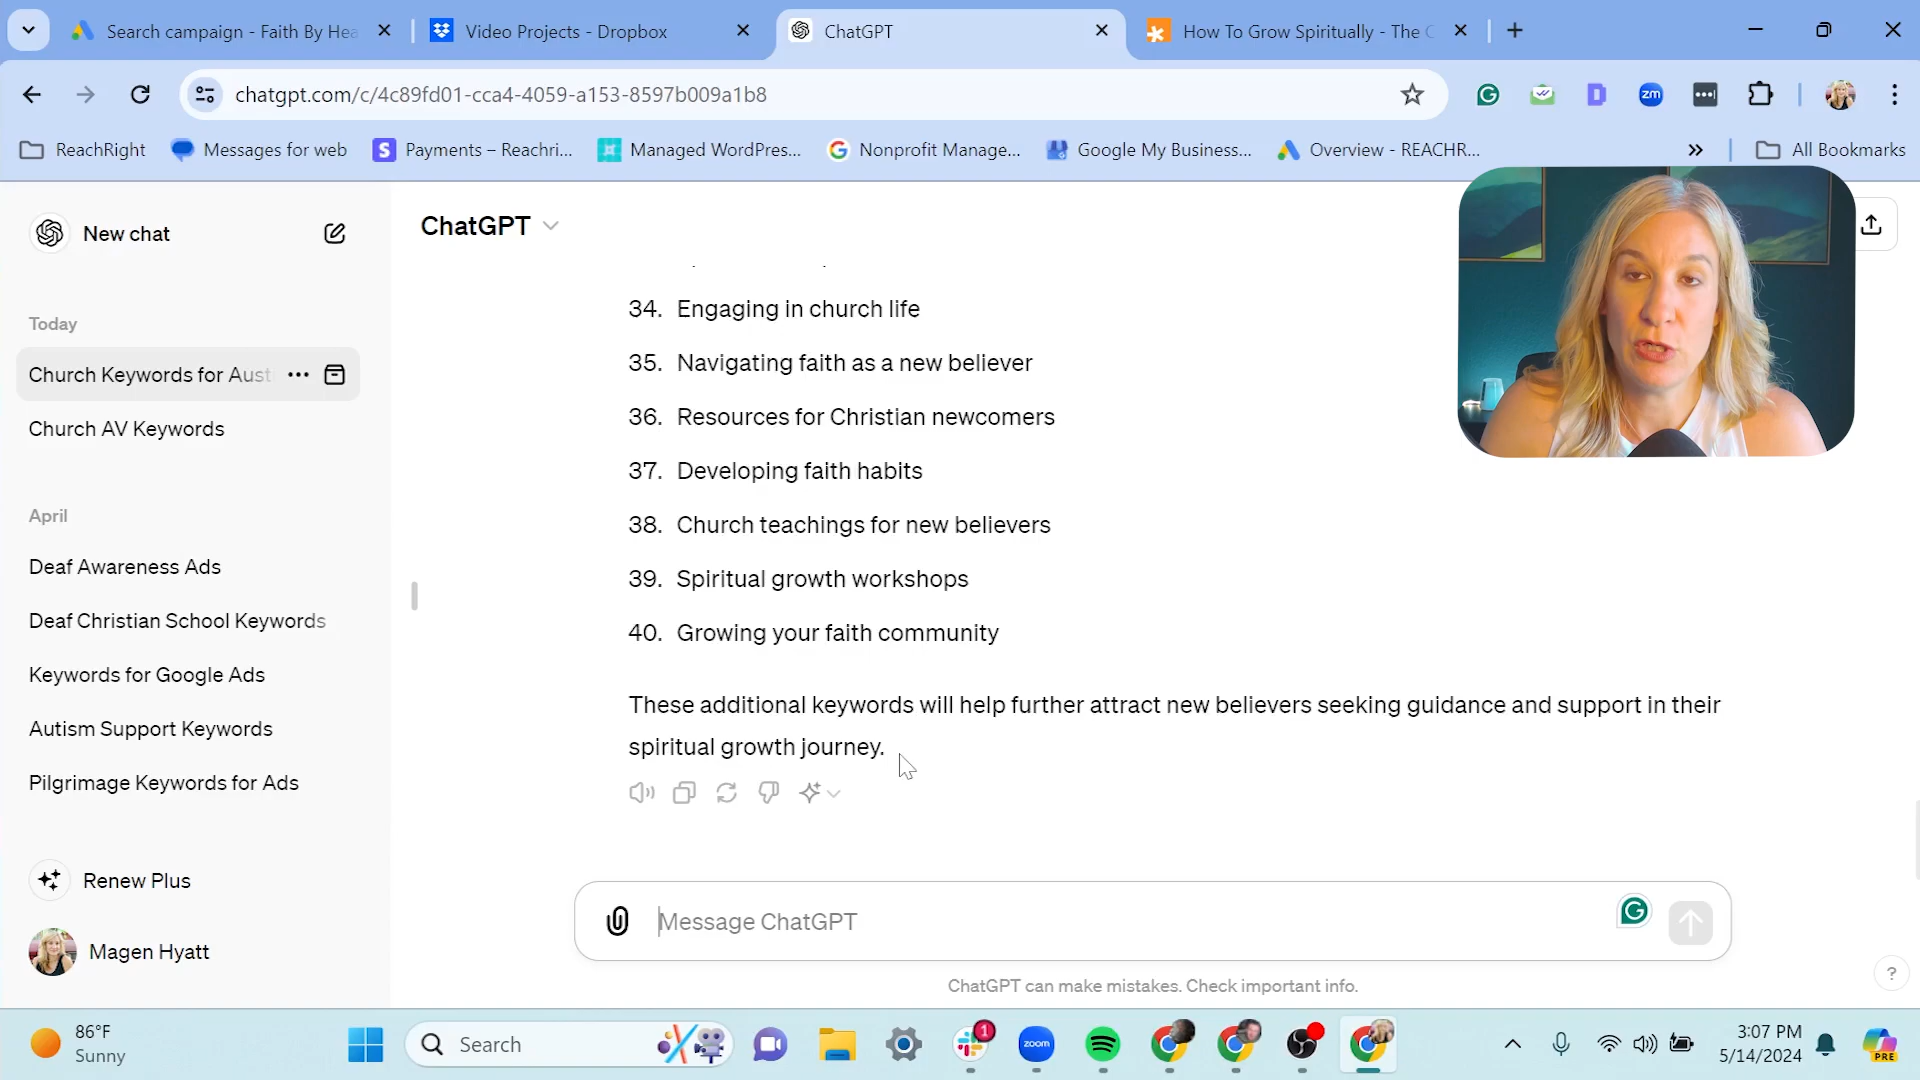 Search campaign - Faith By Hea
Video Projects - Dropbox
ChatGPT
How To Grow Spiritually - The C
chatgpt.com/c/4c89fd01-cca4-4059-a153-8597b009a1b8
zm
ReachRight
Messages for web
Payments – Reachri...
Managed WordPres...
Nonprofit Manage...
Google My Business...
Overview - REACHR...
All Bookmarks
New chat
Today
Church Keywords for Aust
Church AV Keywords
April
Deaf Awareness Ads
Deaf Christian School Keywords
Keywords for Google Ads
Autism Support Keywords
Pilgrimage Keywords for Ads
Renew Plus
Magen Hyatt
ChatGPT
34. Engaging in church life
35. Navigating faith as a new believer
36. Resources for Christian newcomers
37. Developing faith habits
38. Church teachings for new believers
39. Spiritual growth workshops
40. Growing your faith community
These additional keywords will help further attract new believers seeking guidance and support in their
spiritual growth journey.
Message ChatGPT
ChatGPT can make mistakes. Check important info.
?
86°F
Sunny
Search
1
zoom
3:07 PM
5/14/2024
PRE